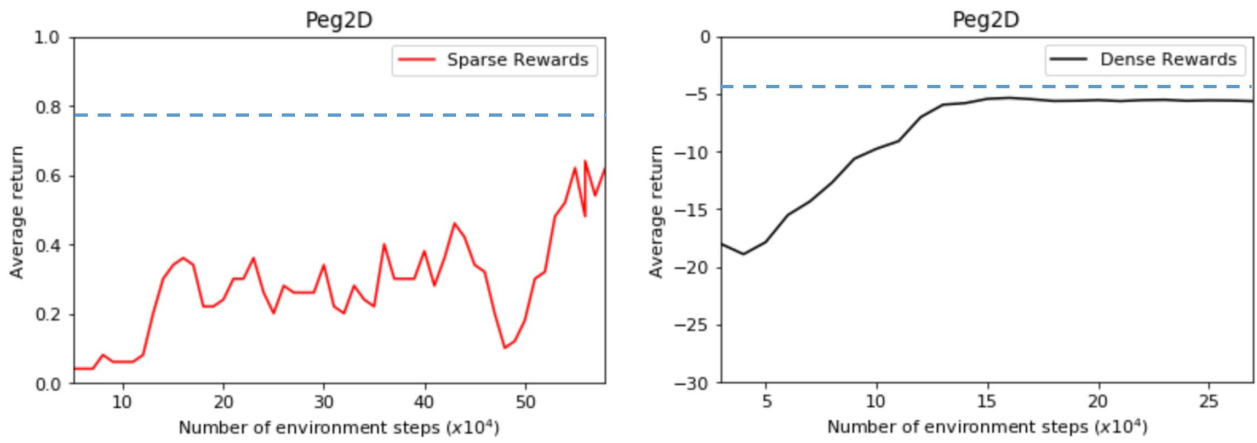 Peg2D
1.0
0.8
0.6
0.4
0.2
0.0
Average return
Sparse Rewards
10
20
30
40
50
Number of environment steps (x10⁴)
Peg2D
0
−5
−10
−15
−20
−25
−30
Average return
Dense Rewards
5
10
15
20
25
Number of environment steps (x10⁴)